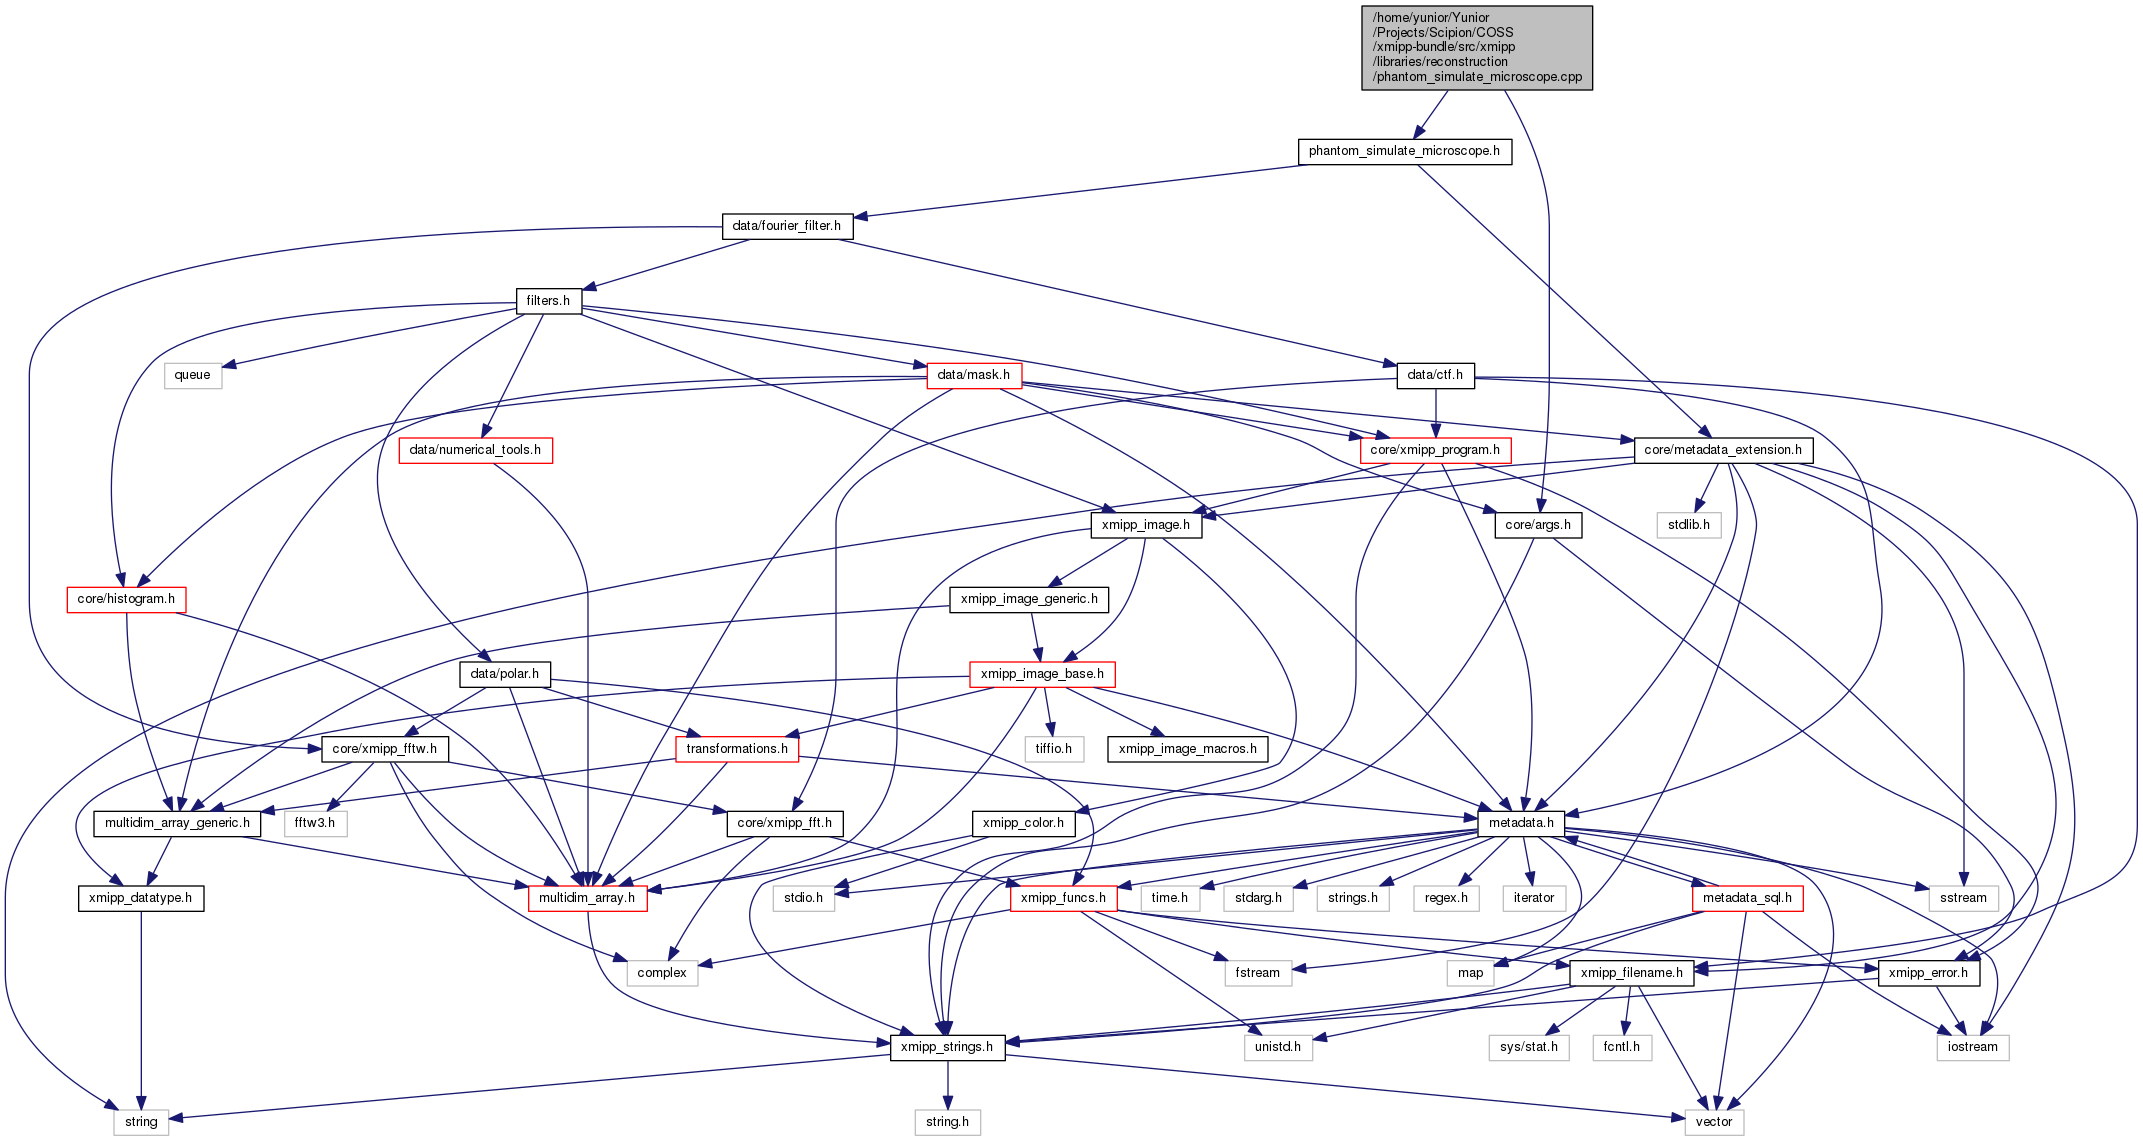 /home/yunior/Yunior
/Projects/Scipion/COSS
/xmipp-bundle/src/xmipp
/libraries/reconstruction
/phantom_simulate_microscope.cpp
phantom_simulate_microscope.h
data/fourier_filter.h
filters.h
queue
data/mask.h
data/ctf.h
data/numerical_tools.h
core/xmipp_program.h
core/metadata_extension.h
xmipp_image.h
core/args.h
stdlib.h
core/histogram.h
xmipp_image_generic.h
data/polar.h
xmipp_image_base.h
core/xmipp_fftw.h
transformations.h
tiffio.h
xmipp_image_macros.h
multidim_array_generic.h
fftw3.h
core/xmipp_fft.h
xmipp_color.h
metadata.h
xmipp_datatype.h
multidim_array.h
stdio.h
xmipp_funcs.h
time.h
stdarg.h
strings.h
regex.h
iterator
metadata_sql.h
sstream
complex
fstream
map
xmipp_filename.h
xmipp_error.h
xmipp_strings.h
unistd.h
sys/stat.h
fcntl.h
iostream
string
string.h
vector